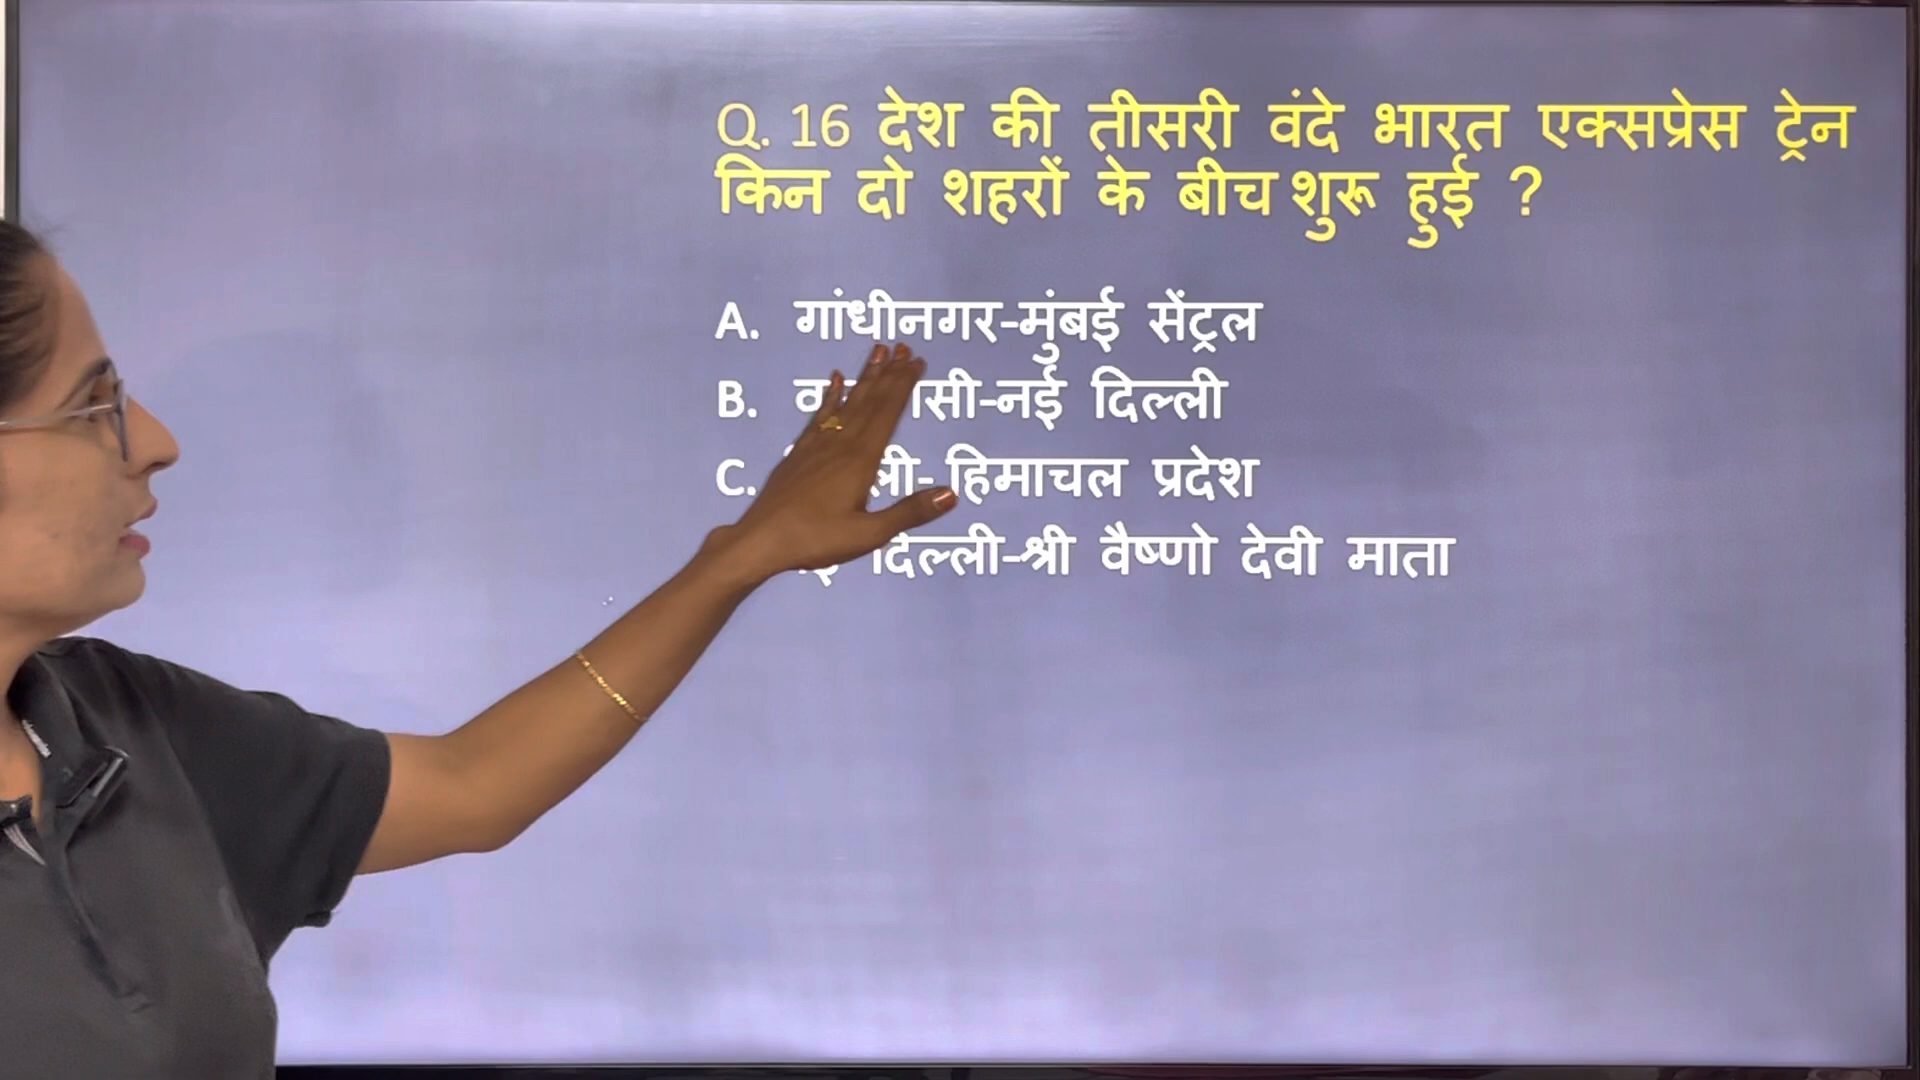 Q. 16 देश की तीसरी वंदे भारत एक्सप्रेस ट्रेन
किन दो शहरों के बीच शुरू हुई ?
A. गांधीनगर-मुंबई सेंट्रल
B. नई दिल्ली
C. हिमाचल प्रदेश
दिल्ली-श्री वैष्णो देवी माता